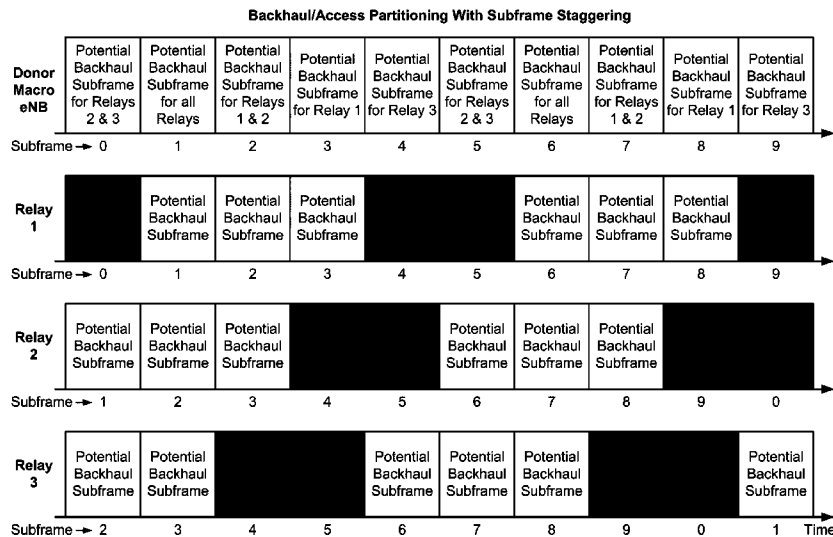 Backhaul/Access Partitioning With Subframe Staggering
Donor Macro eNB
Potential Backhaul Subframe for Relays 2 & 3
Potential Backhaul Subframe for all Relays
Potential Backhaul Subframe for Relays 1 & 2
Potential Backhaul Subframe for Relay 1
Potential Backhaul Subframe for Relay 3
Potential Backhaul Subframe for Relays 2 & 3
Potential Backhaul Subframe for all Relays
Potential Backhaul Subframe for Relays 1 & 2
Potential Backhaul Subframe for Relay 1
Potential Backhaul Subframe for Relay 3
Subframe → 0 1 2 3 4 5 6 7 8 9
Relay 1
Potential Backhaul Subframe
Potential Backhaul Subframe
Potential Backhaul Subframe
Potential Backhaul Subframe
Potential Backhaul Subframe
Potential Backhaul Subframe
Subframe → 0 1 2 3 4 5 6 7 8 9
Relay 2
Potential Backhaul Subframe
Potential Backhaul Subframe
Potential Backhaul Subframe
Potential Backhaul Subframe
Potential Backhaul Subframe
Potential Backhaul Subframe
Subframe → 1 2 3 4 5 6 7 8 9 0
Relay 3
Potential Backhaul Subframe
Potential Backhaul Subframe
Potential Backhaul Subframe
Potential Backhaul Subframe
Potential Backhaul Subframe
Potential Backhaul Subframe
Subframe → 2 3 4 5 6 7 8 9 0 1 Time